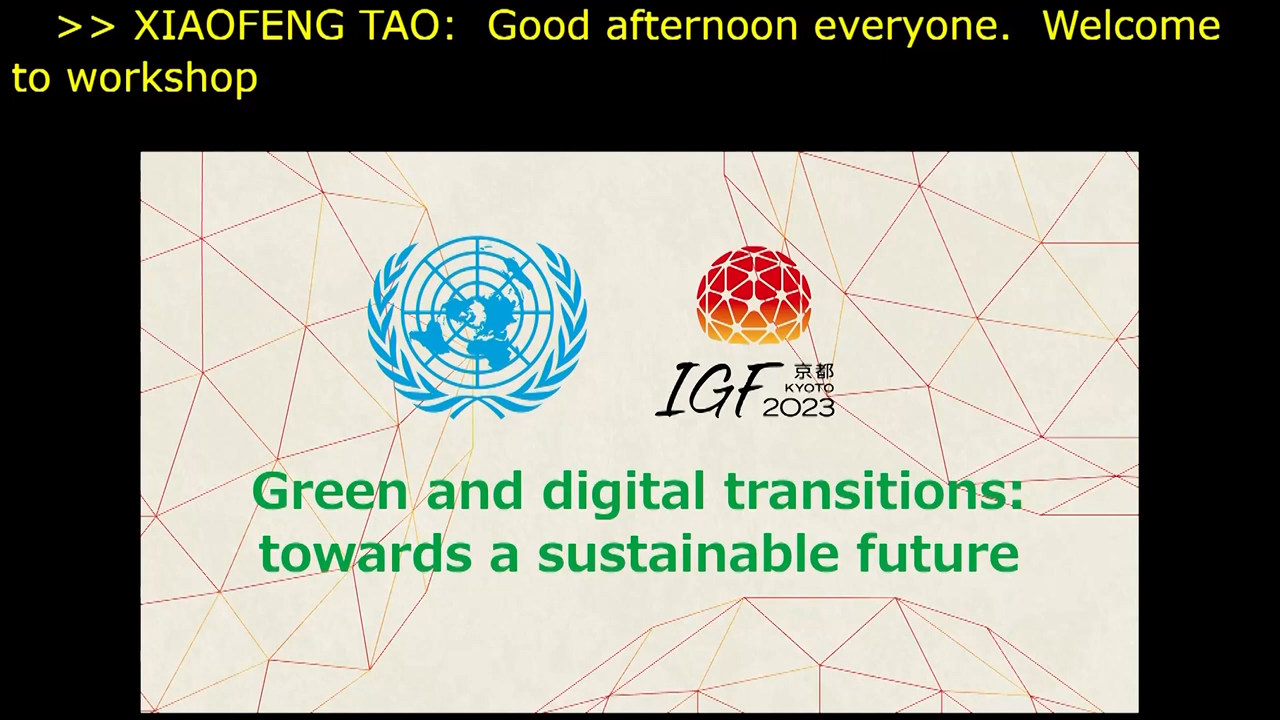 >> XIAOFENG TAO:  Good afternoon everyone.  Welcome
to workshop
IGF 京都
KYOTO
2023
Green and digital transitions:
towards a sustainable future